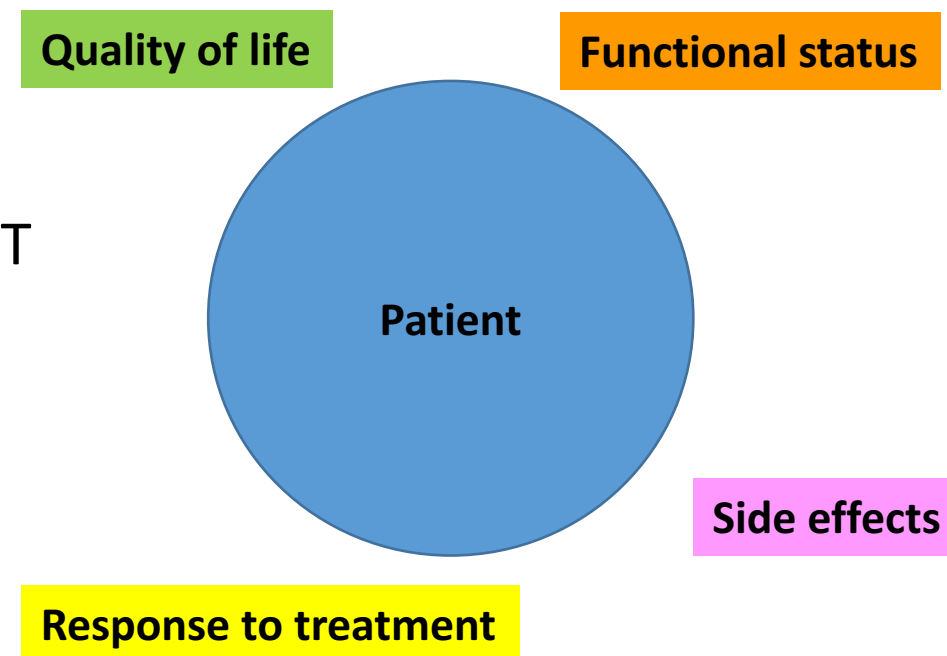 Quality of life
Functional status
T
Patient
Side effects
Response to treatment